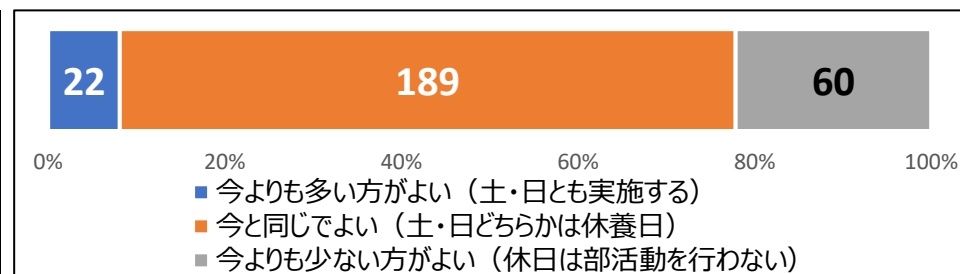 22 189 60
0% 20% 40% 60% 80% 100%
今よりも多い方がよい（土・日とも実施する）
今と同じでよい（土・日どちらかは休養日）
今よりも少ない方がよい（休日は部活動を行わない）